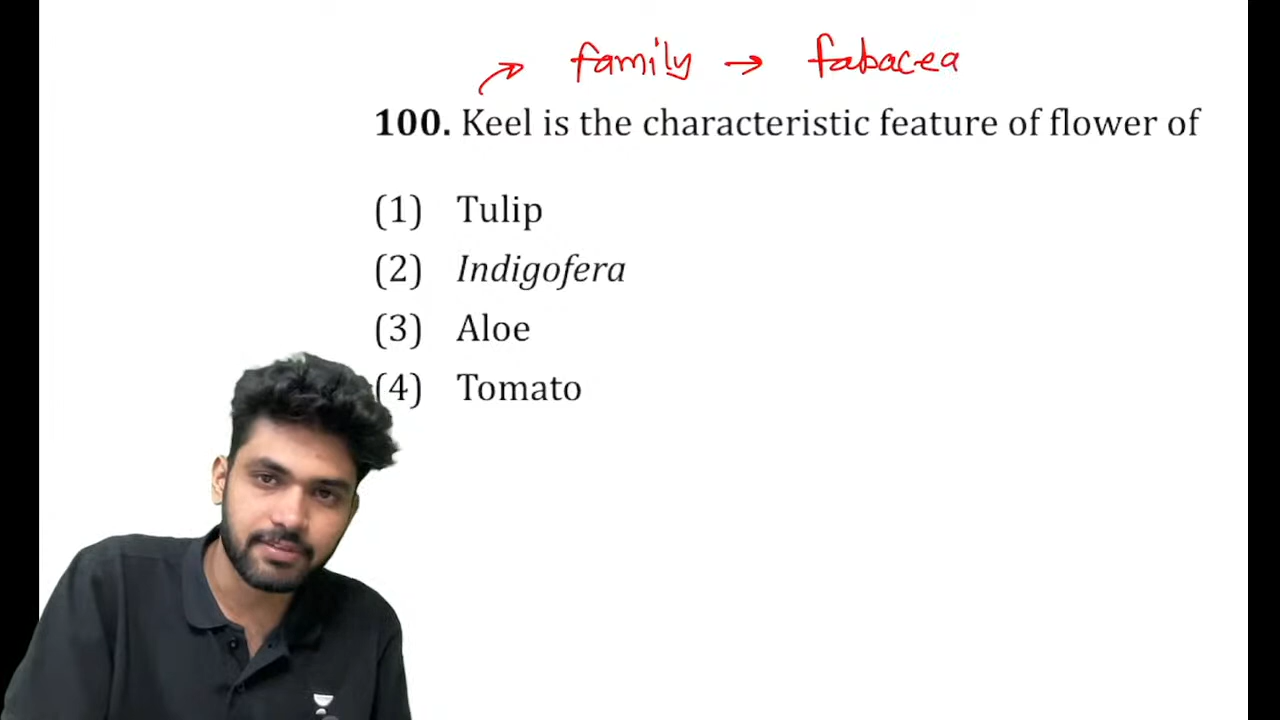 family → fabacea
100. Keel is the characteristic feature of flower of
(1) Tulip
(2) Indigofera
(3) Aloe
(4) Tomato